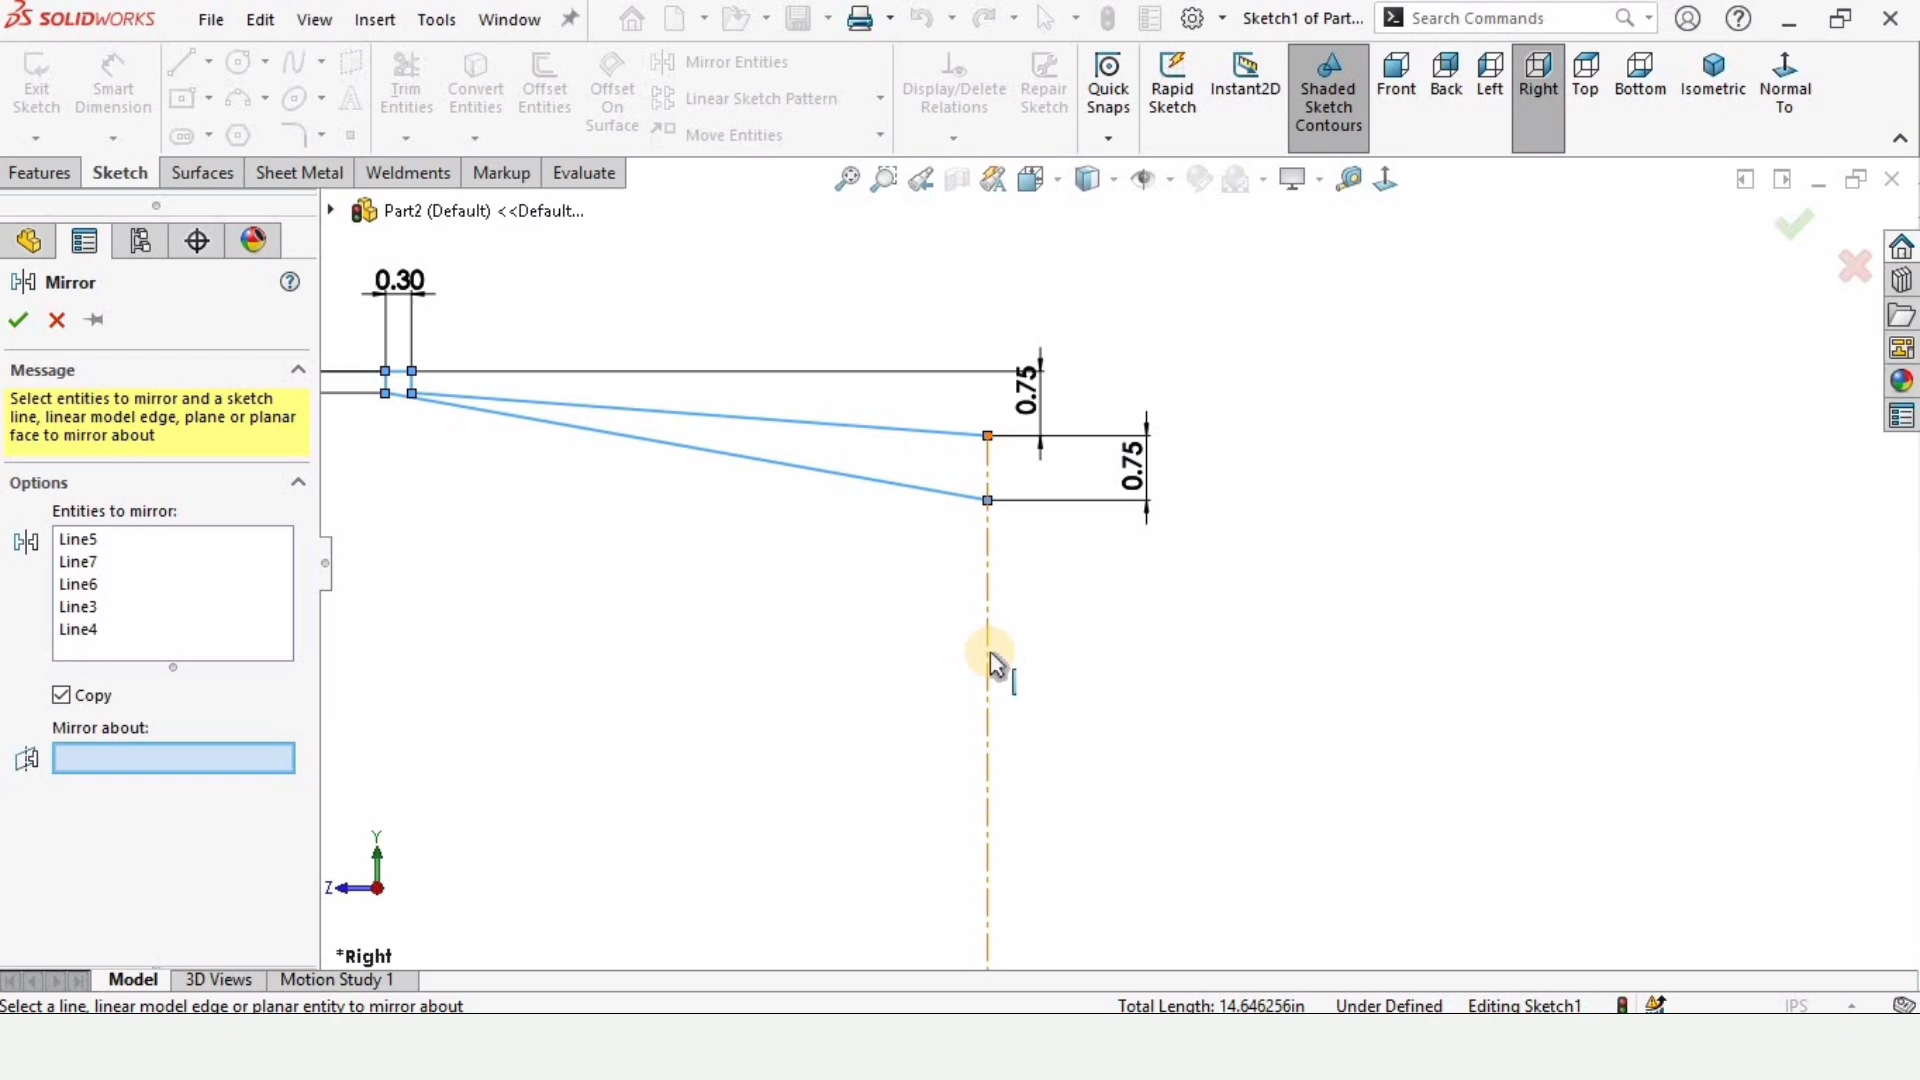 SOLIDWORKS File Edit View Insert Tools Window Sketch1 of Part... Search Commands
Exit Sketch
Smart Dimension
Trim Entities
Convert Entities
Offset Entities
Offset On Surface
Mirror Entities
Linear Sketch Pattern
Move Entities
Display/Delete Relations
Repair Sketch
Quick Snaps
Rapid Sketch
Instant2D
Shaded Sketch Contours
Front
Back
Left
Right
Top
Bottom
Isometric
Normal To
Features Sketch Surfaces Sheet Metal Weldments Markup Evaluate
Part2 (Default) <<Default...
Mirror
Message
Select entities to mirror and a sketch
line, linear model edge, plane or planar
face to mirror about
Options
Entities to mirror:
Line5
Line7
Line6
Line3
Line4
Copy
Mirror about:
0.30
0.75
0.75
Y
Z
*Right
Model 3D Views Motion Study 1
Select a line, linear model edge or planar entity to mirror about Total Length: 14.646256in Under Defined Editing Sketch1 IPS